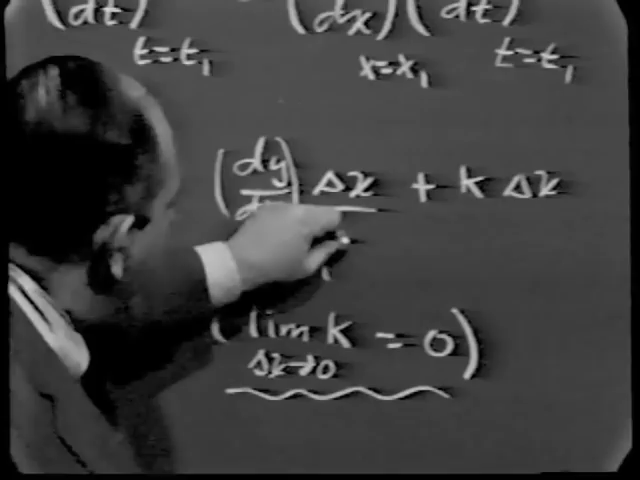 (dt) (dx)(dt)
t=t₁ x=x₁ t=t₁
(dy/dx) Δx + k Δx
(lim k = 0)
Δx→0